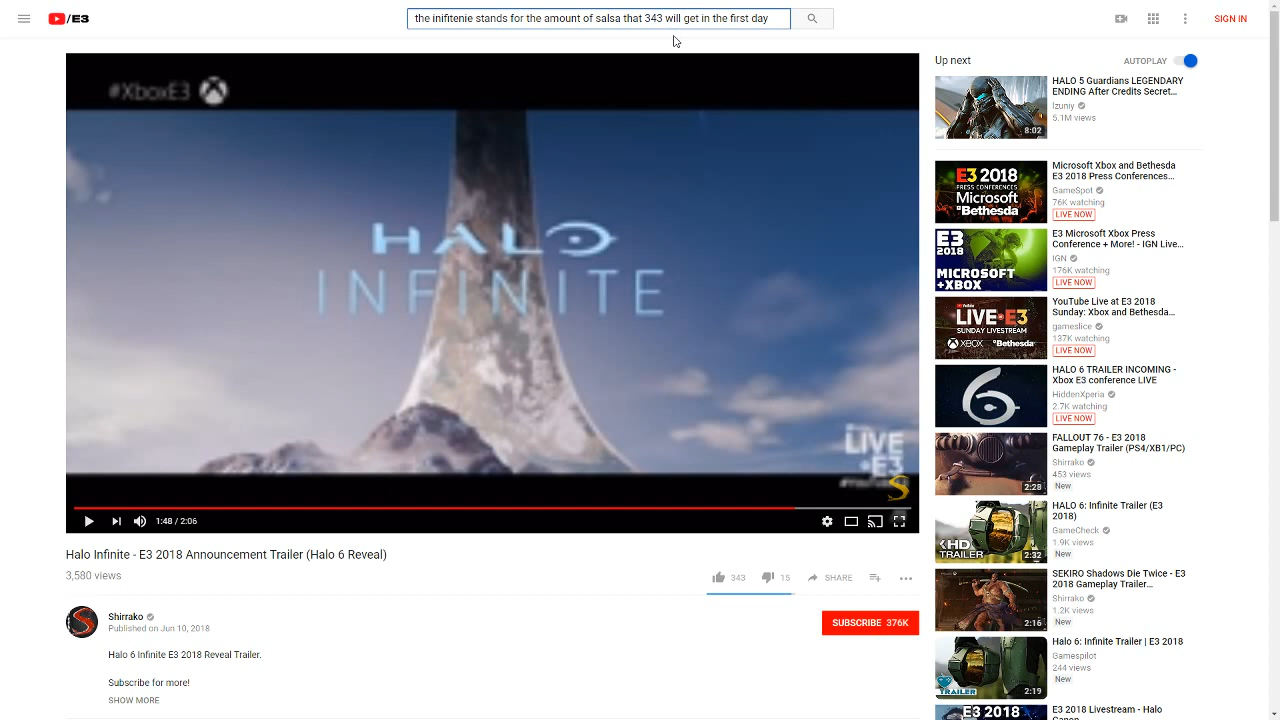 /E3
the inifitenie stands for the amount of salsa that 343 will get in the first day
SIGN IN
#XboxE3
HALO
INFINITE
LIVE
E3
1:48 / 2:06
Halo Infinite - E3 2018 Announcement Trailer (Halo 6 Reveal)
3,580 views
343
15
SHARE
Shirrako
Published on Jun 10, 2018
SUBSCRIBE 376K
Halo 6 Infinite E3 2018 Reveal Trailer.
Subscribe for more!
SHOW MORE
Up next
AUTOPLAY
8:02
HALO 5 Guardians LEGENDARY
ENDING After Credits Secret...
Izuniy
5.1M views
E3 2018
PRESS CONFERENCES
Microsoft
Bethesda
Microsoft Xbox and Bethesda
E3 2018 Press Conferences...
GameSpot
76K watching
LIVE NOW
E3
2018
MICROSOFT
+XBOX
E3 Microsoft Xbox Press
Conference + More! - IGN Live...
IGN
176K watching
LIVE NOW
LIVE E3
SUNDAY LIVESTREAM
XBOX Bethesda
YouTube Live at E3 2018
Sunday: Xbox and Bethesda...
gameslice
137K watching
LIVE NOW
6
HALO 6 TRAILER INCOMING -
Xbox E3 conference LIVE
HiddenXperia
2.7K watching
LIVE NOW
2:28
FALLOUT 76 - E3 2018
Gameplay Trailer (PS4/XB1/PC)
Shirrako
453 views
New
HD
TRAILER
2:32
HALO 6: Infinite Trailer (E3
2018)
GameCheck
1.9K views
New
2:16
SEKIRO Shadows Die Twice - E3
2018 Gameplay Trailer...
Shirrako
1.2K views
New
TRAILER
2:19
Halo 6: Infinite Trailer | E3 2018
Gamespilot
244 views
New
E3 2018
E3 2018 Livestream - Halo